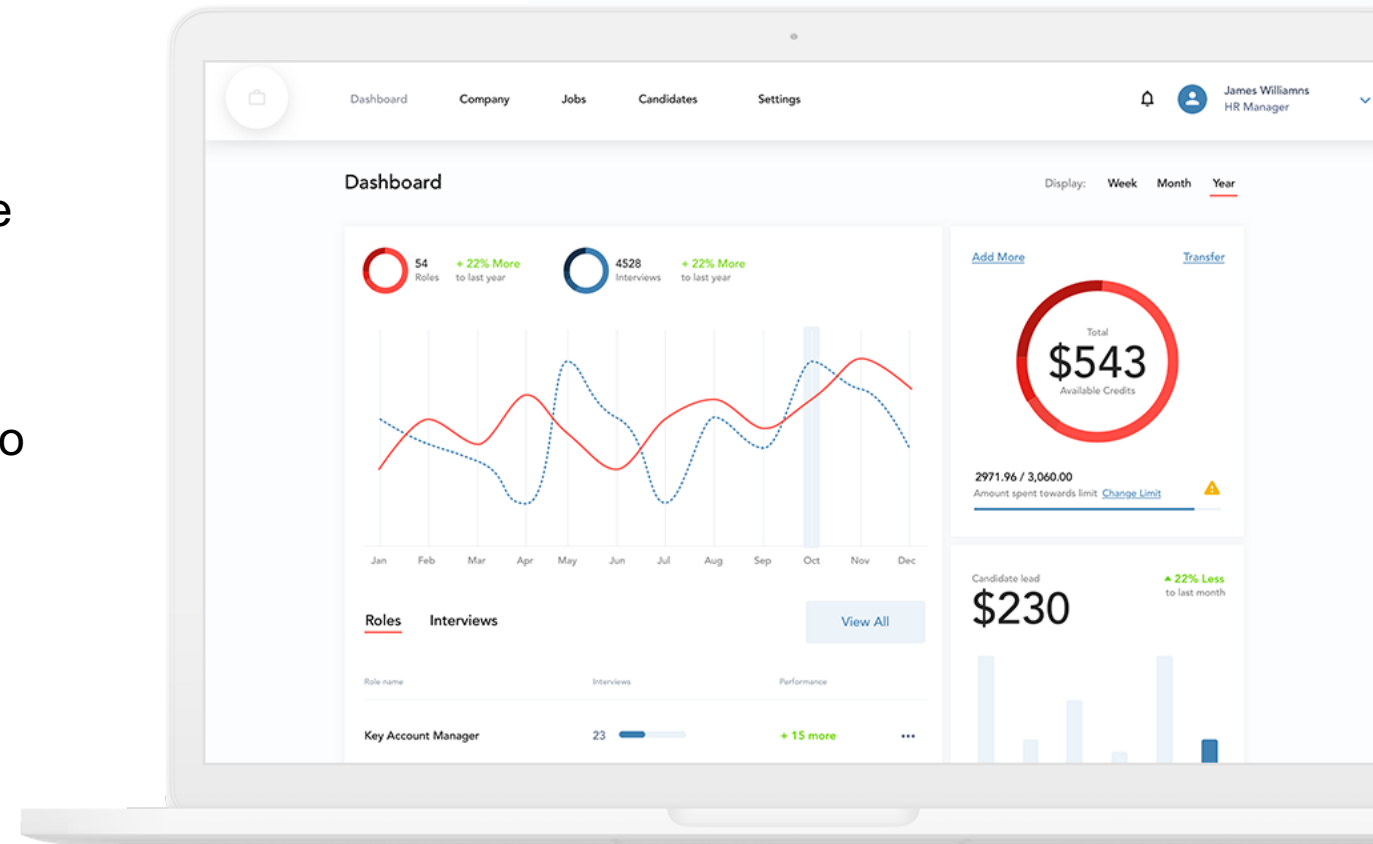 e
o
Dashboard Company Jobs Candidates Settings
James Williamns
HR Manager
Dashboard
Display: Week Month Year
54
Roles
+ 22% More
to last year
4528
Interviews
+ 22% More
to last year
Jan Feb Mar Apr May Jun Jul Aug Sep Oct Nov Dec
Roles Interviews View All
Role name Interviews Performance
Key Account Manager 23 + 15 more
Add More Transfer
Total
$543
Available Credits
2971.96 / 3,060.00
Amount spent towards limit Change Limit
Candidate lead
$230
22% Less
to last month